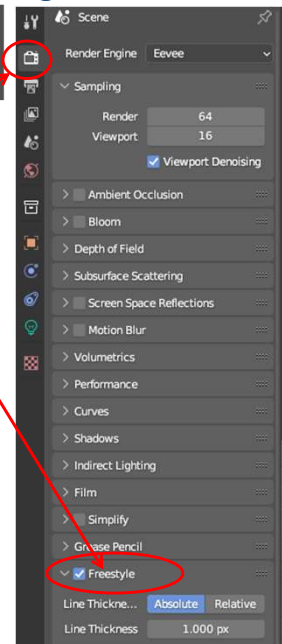 Scene
Render Engine Eevee
Sampling
Render 64
Viewport 16
Viewport Denoising
Ambient Occlusion
Bloom
Depth of Field
Subsurface Scattering
Screen Space Reflections
Motion Blur
Volumetrics
Performance
Curves
Shadows
Indirect Lighting
Film
Simplify
Grease Pencil
Freestyle
Line Thickne... Absolute Relative
Line Thickness 1.000 px